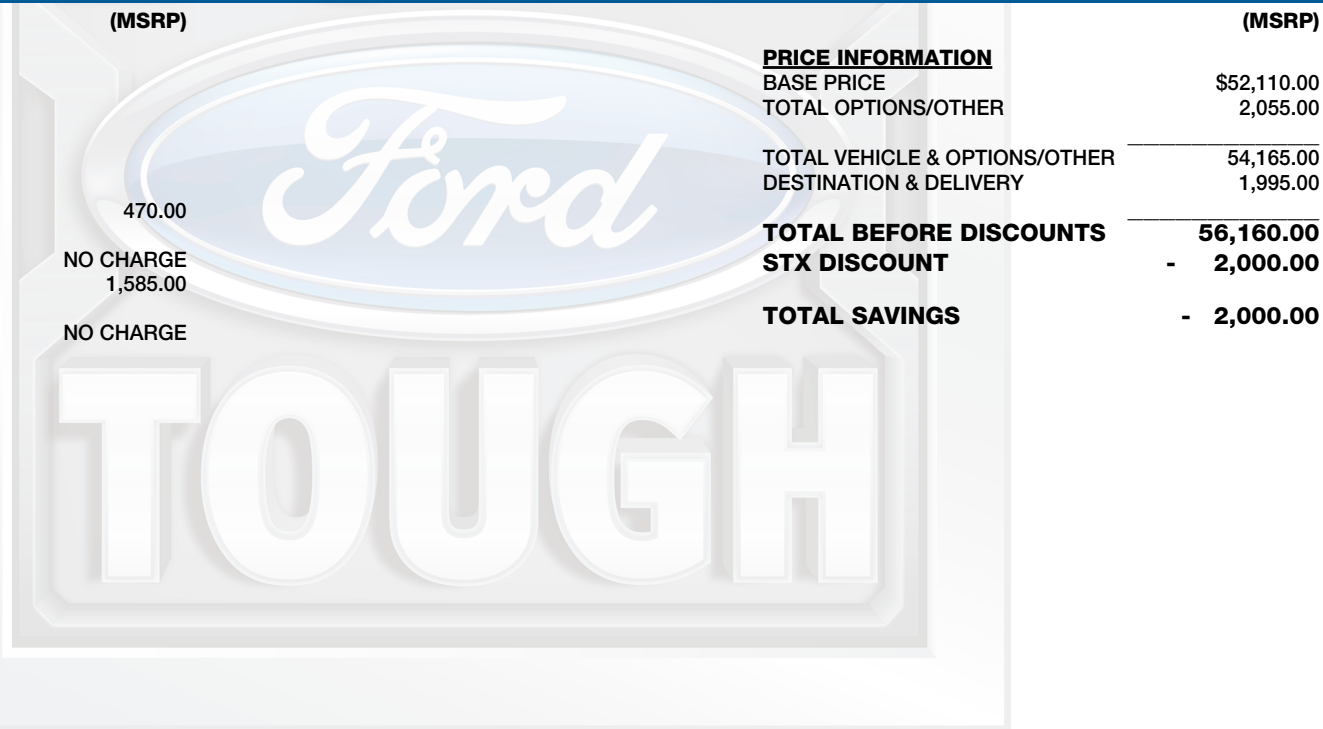 (MSRP)
470.00
NO CHARGE
1,585.00
NO CHARGE
(MSRP)
PRICE INFORMATION
BASE PRICE $52,110.00
TOTAL OPTIONS/OTHER 2,055.00
TOTAL VEHICLE & OPTIONS/OTHER 54,165.00
DESTINATION & DELIVERY 1,995.00
TOTAL BEFORE DISCOUNTS 56,160.00
STX DISCOUNT - 2,000.00
TOTAL SAVINGS - 2,000.00
Ford
TOUGH